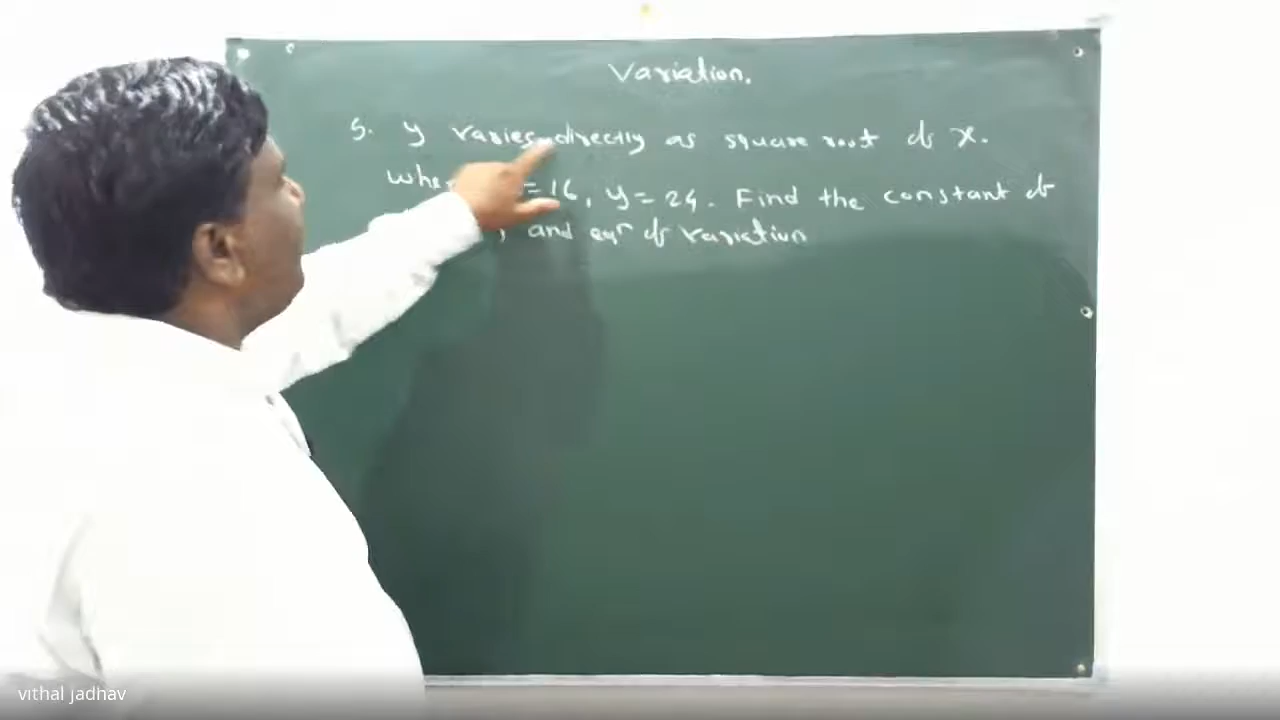 Variation.
5. y varies directly as square root of x.
When =16, y=24. Find the constant of
, and eqn of variation
vithal jadhav